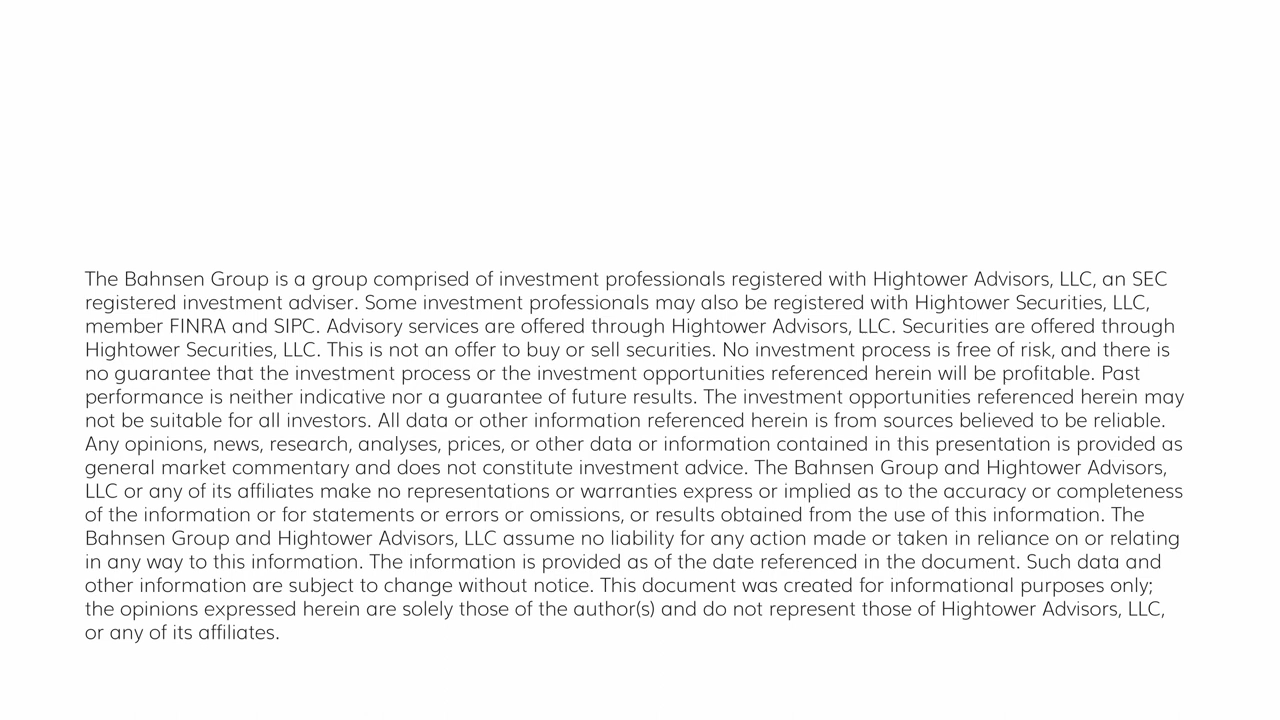 The Bahnsen Group is a group comprised of investment professionals registered with Hightower Advisors, LLC, an SEC
registered investment adviser. Some investment professionals may also be registered with Hightower Securities, LLC,
member FINRA and SIPC. Advisory services are offered through Hightower Advisors, LLC. Securities are offered through
Hightower Securities, LLC. This is not an offer to buy or sell securities. No investment process is free of risk, and there is
no guarantee that the investment process or the investment opportunities referenced herein will be profitable. Past
performance is neither indicative nor a guarantee of future results. The investment opportunities referenced herein may
not be suitable for all investors. All data or other information referenced herein is from sources believed to be reliable.
Any opinions, news, research, analyses, prices, or other data or information contained in this presentation is provided as
general market commentary and does not constitute investment advice. The Bahnsen Group and Hightower Advisors,
LLC or any of its affiliates make no representations or warranties express or implied as to the accuracy or completeness
of the information or for statements or errors or omissions, or results obtained from the use of this information. The
Bahnsen Group and Hightower Advisors, LLC assume no liability for any action made or taken in reliance on or relating
in any way to this information. The information is provided as of the date referenced in the document. Such data and
other information are subject to change without notice. This document was created for informational purposes only;
the opinions expressed herein are solely those of the author(s) and do not represent those of Hightower Advisors, LLC,
or any of its affiliates.